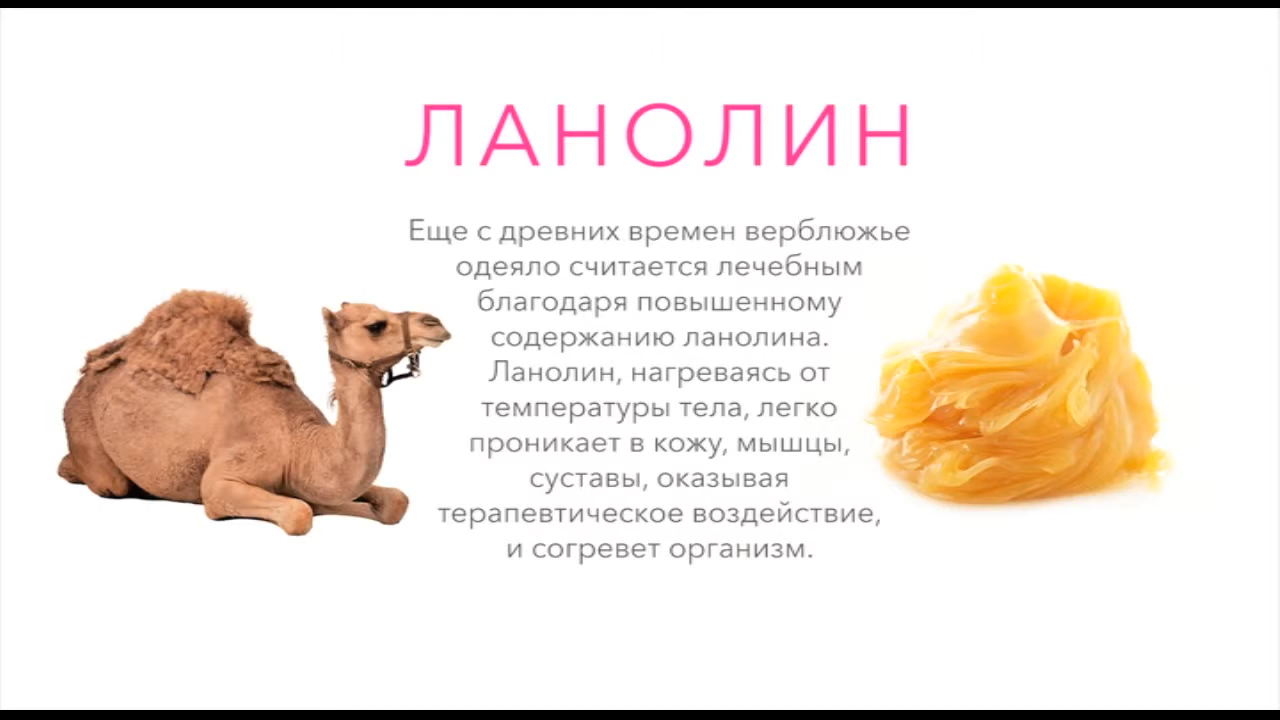 ЛАНОЛИН
Еще с древних времен верблюжье
одеяло считается лечебным
благодаря повышенному
содержанию ланолина.
Ланолин, нагреваясь от
температуры тела, легко
проникает в кожу, мышцы,
суставы, оказывая
терапевтическое воздействие,
и согревет организм.